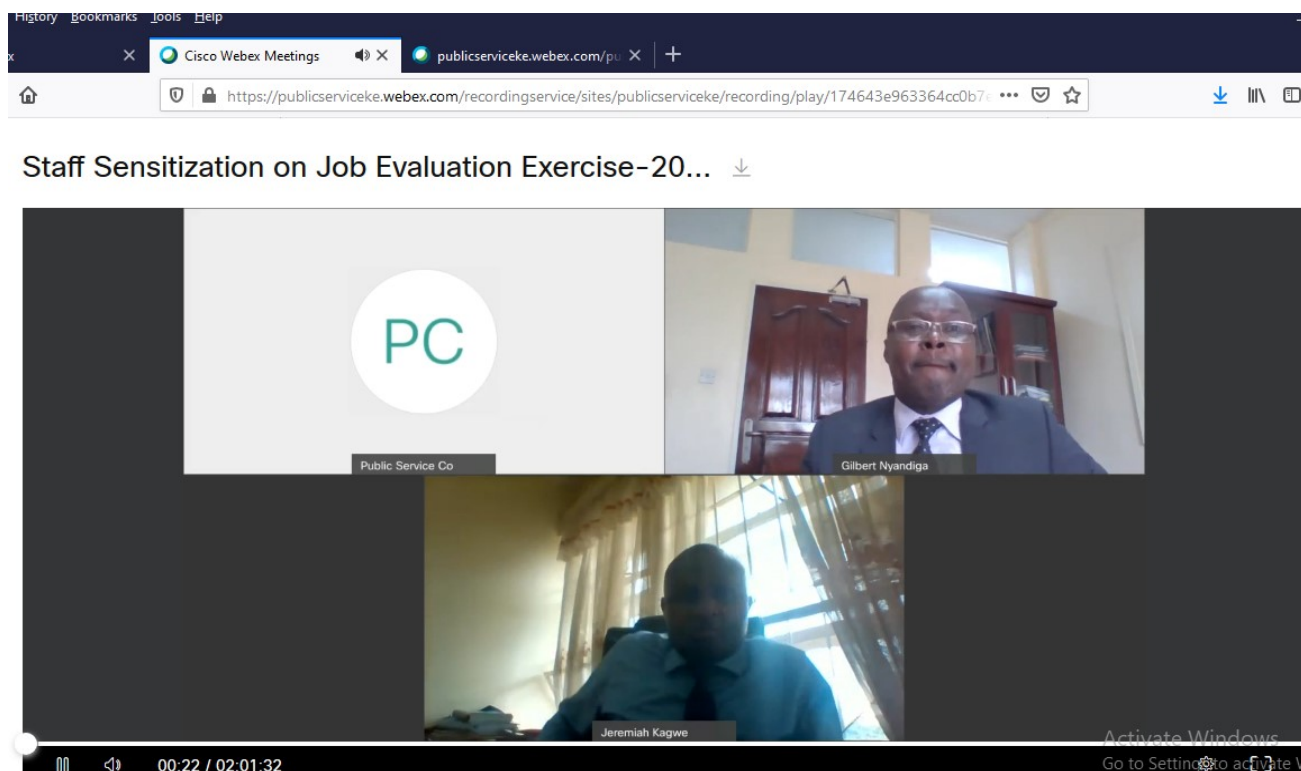 History Bookmarks Tools Help
x
Cisco Webex Meetings
publicserviceke.webex.com/pu
https://publicserviceke.webex.com/recordingservice/sites/publicserviceke/recording/play/174643e963364cc0b7e
Staff Sensitization on Job Evaluation Exercise-20...
PC
Public Service Co
Gilbert Nyandiga
Jeremiah Kagwe
Activate Windows
00:22 / 02:01:32
Go to Settings to activate W